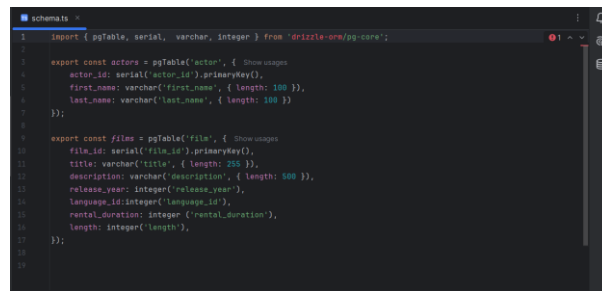 schema.ts ×
1 import { pgTable, serial,  varchar, integer } from 'drizzle-orm/pg-core'; 1
2
3 export const actors = pgTable('actor', { Show usages
4 actor_id: serial('actor_id').primaryKey(),
5 first_name: varchar('first_name', { length: 100 }),
6 last_name: varchar('last_name', { length: 100 })
7 });
8
9 export const films = pgTable('film', { Show usages
10 film_id: serial('film_id').primaryKey(),
11 title: varchar('title', { length: 255 }),
12 description: varchar('description', { length: 500 }),
13 release_year: integer('release_year'),
14 language_id:integer('language_id'),
15 rental_duration: integer ('rental_duration'),
16 length: integer('length'),
17 });
18
19